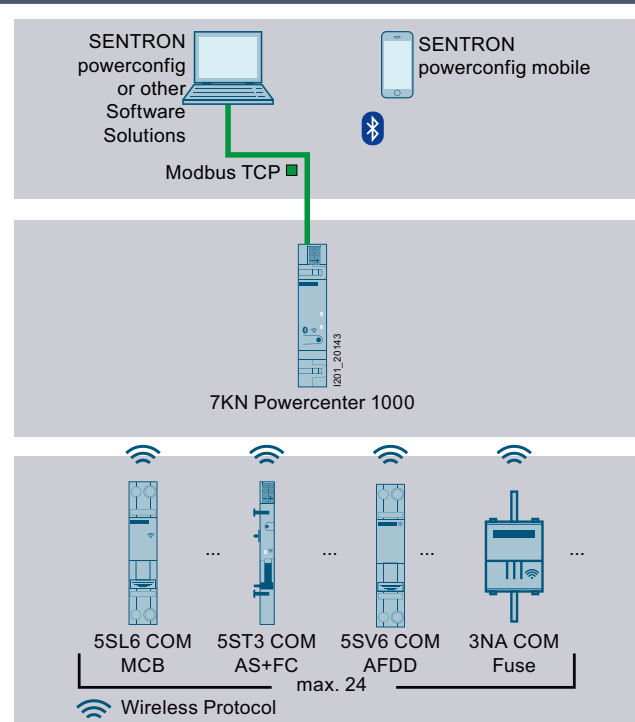 SENTRON
powerconfig
or other
Software
Solutions
SENTRON
powerconfig mobile
Modbus TCP
I201_20143
7KN Powercenter 1000
...
...
...
...
5SL6 COM
MCB
5ST3 COM
AS+FC
5SV6 COM
AFDD
3NA COM
Fuse
max. 24
Wireless Protocol